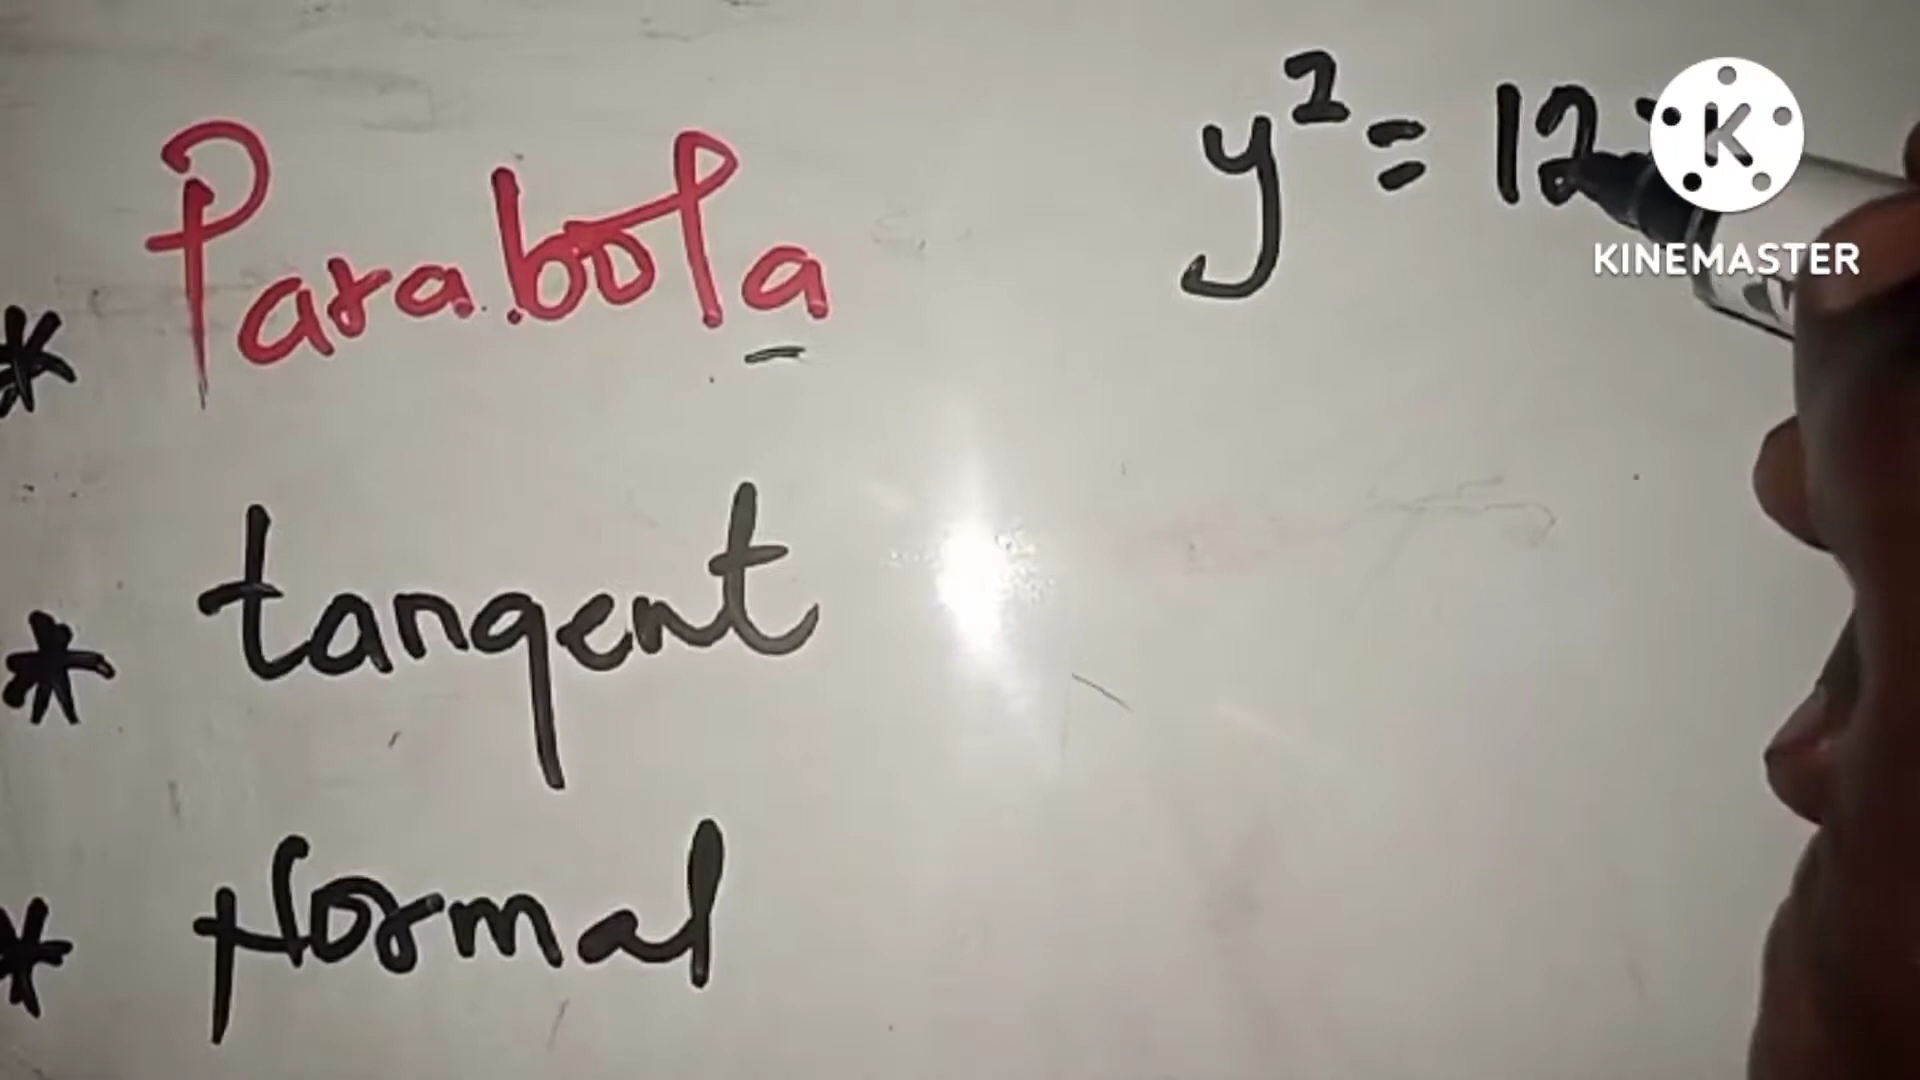 * Parabola
y² = 12
K
KINEMASTER
* tangent
* Normal